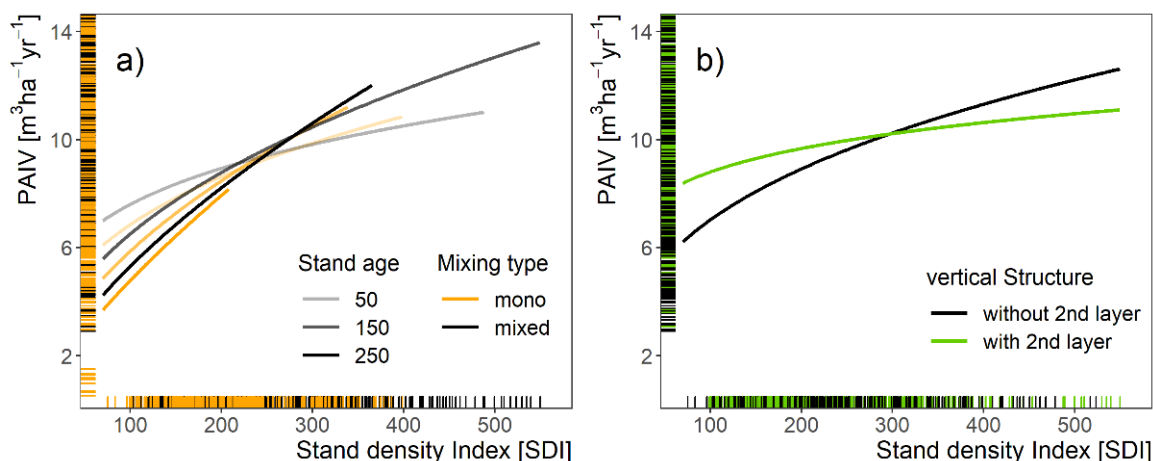 a)
PAIV [m³ha⁻¹yr⁻¹]
14
10
6
2
Stand age
50
150
250
Mixing type
mono
mixed
100 200 300 400 500
Stand density Index [SDI]
b)
PAIV [m³ha⁻¹yr⁻¹]
14
10
6
2
vertical Structure
without 2nd layer
with 2nd layer
100 200 300 400 500
Stand density Index [SDI]